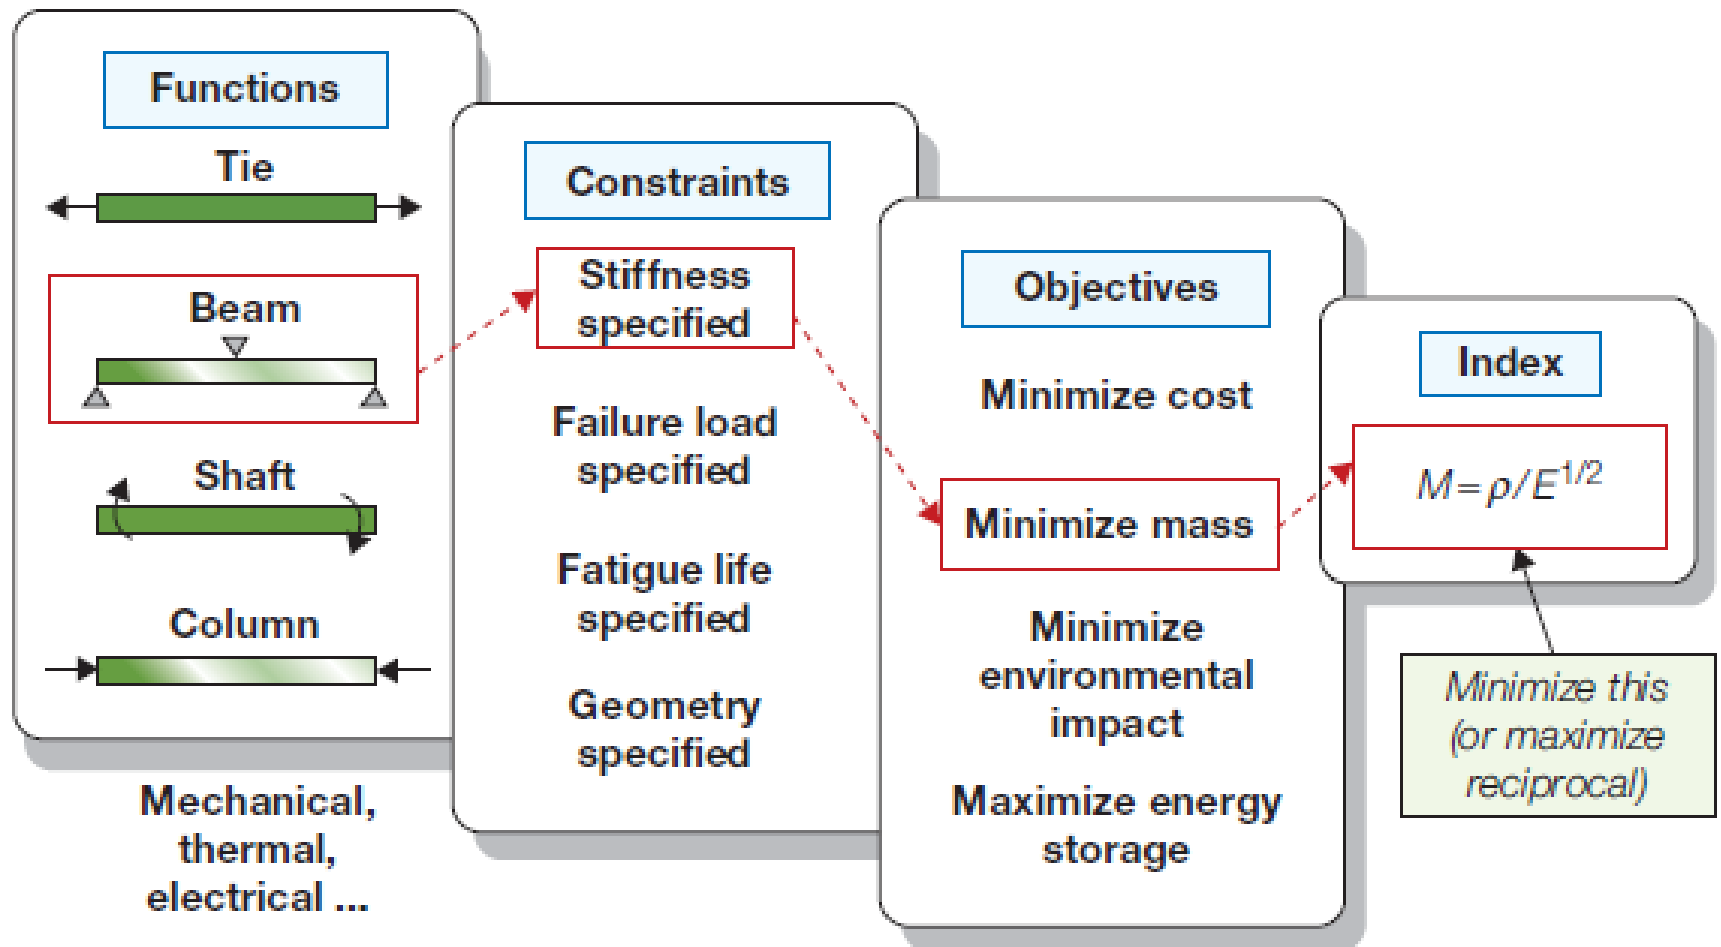 Functions
Tie
Beam
Shaft
Column
Mechanical,
thermal,
electrical ...
Constraints
Stiffness
specified
Failure load
specified
Fatigue life
specified
Geometry
specified
Objectives
Minimize cost
Minimize mass
Minimize
environmental
impact
Maximize energy
storage
Index
M=ρ/E^1/2
Minimize this
(or maximize
reciprocal)